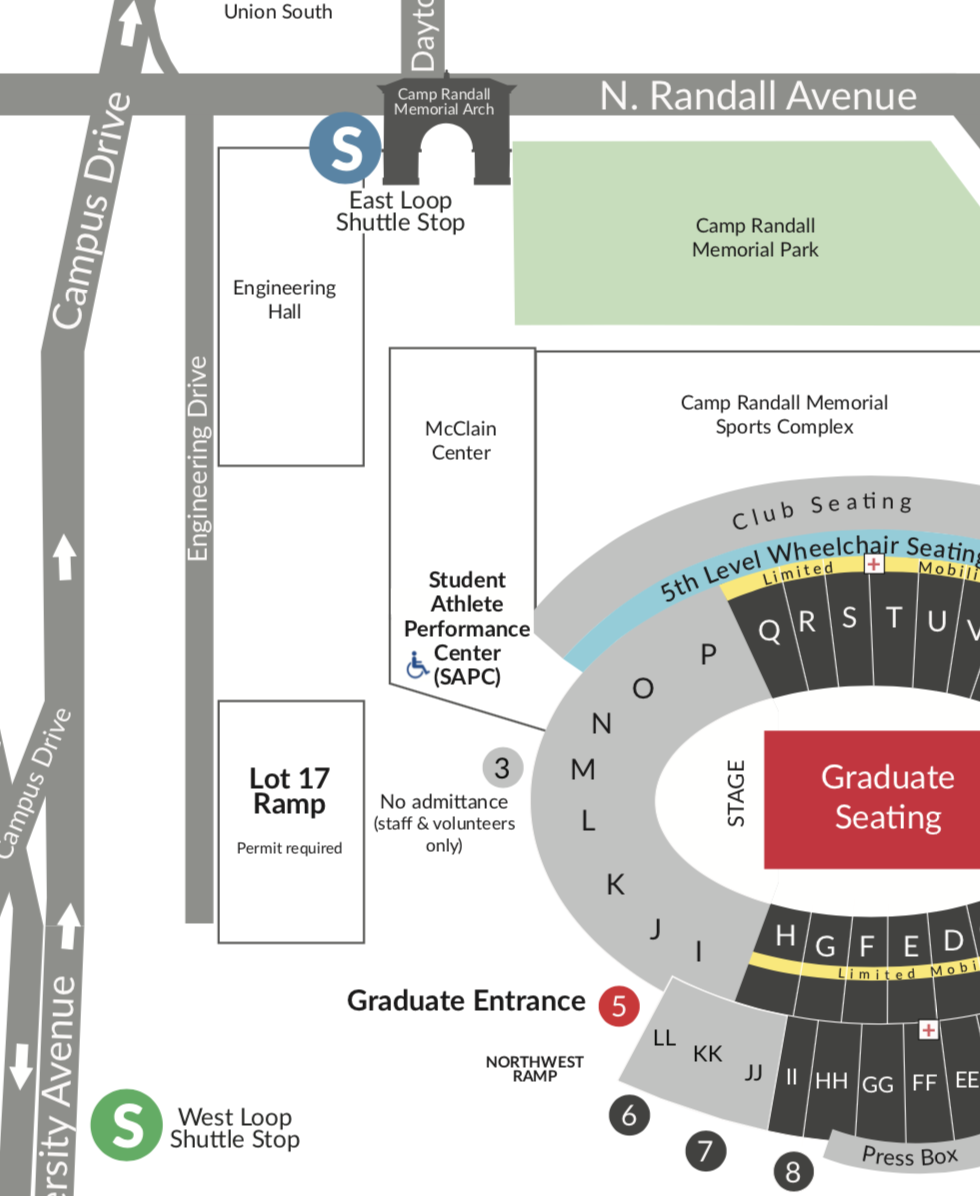 Union South
Dayto
Camp Randall
Memorial Arch
N. Randall Avenue
Campus Drive
S
East Loop
Shuttle Stop
Camp Randall
Memorial Park
Engineering
Hall
Engineering Drive
McClain
Center
Camp Randall Memorial
Sports Complex
Club Seating
5th Level Wheelchair Seating
Limited
Mobili
Student
Athlete
Performance
Center
(SAPC)
Q R S T U V
P
O
N
M
L
K
J
I
3
No admittance
(staff & volunteers
only)
STAGE
Graduate
Seating
Lot 17
Ramp
Permit required
Campus Drive
H G F E D
Limited Mobi
Graduate Entrance
5
NORTHWEST
RAMP
LL KK JJ II HH GG FF EE
6
7
8
Press Box
ersity Avenue
S
West Loop
Shuttle Stop